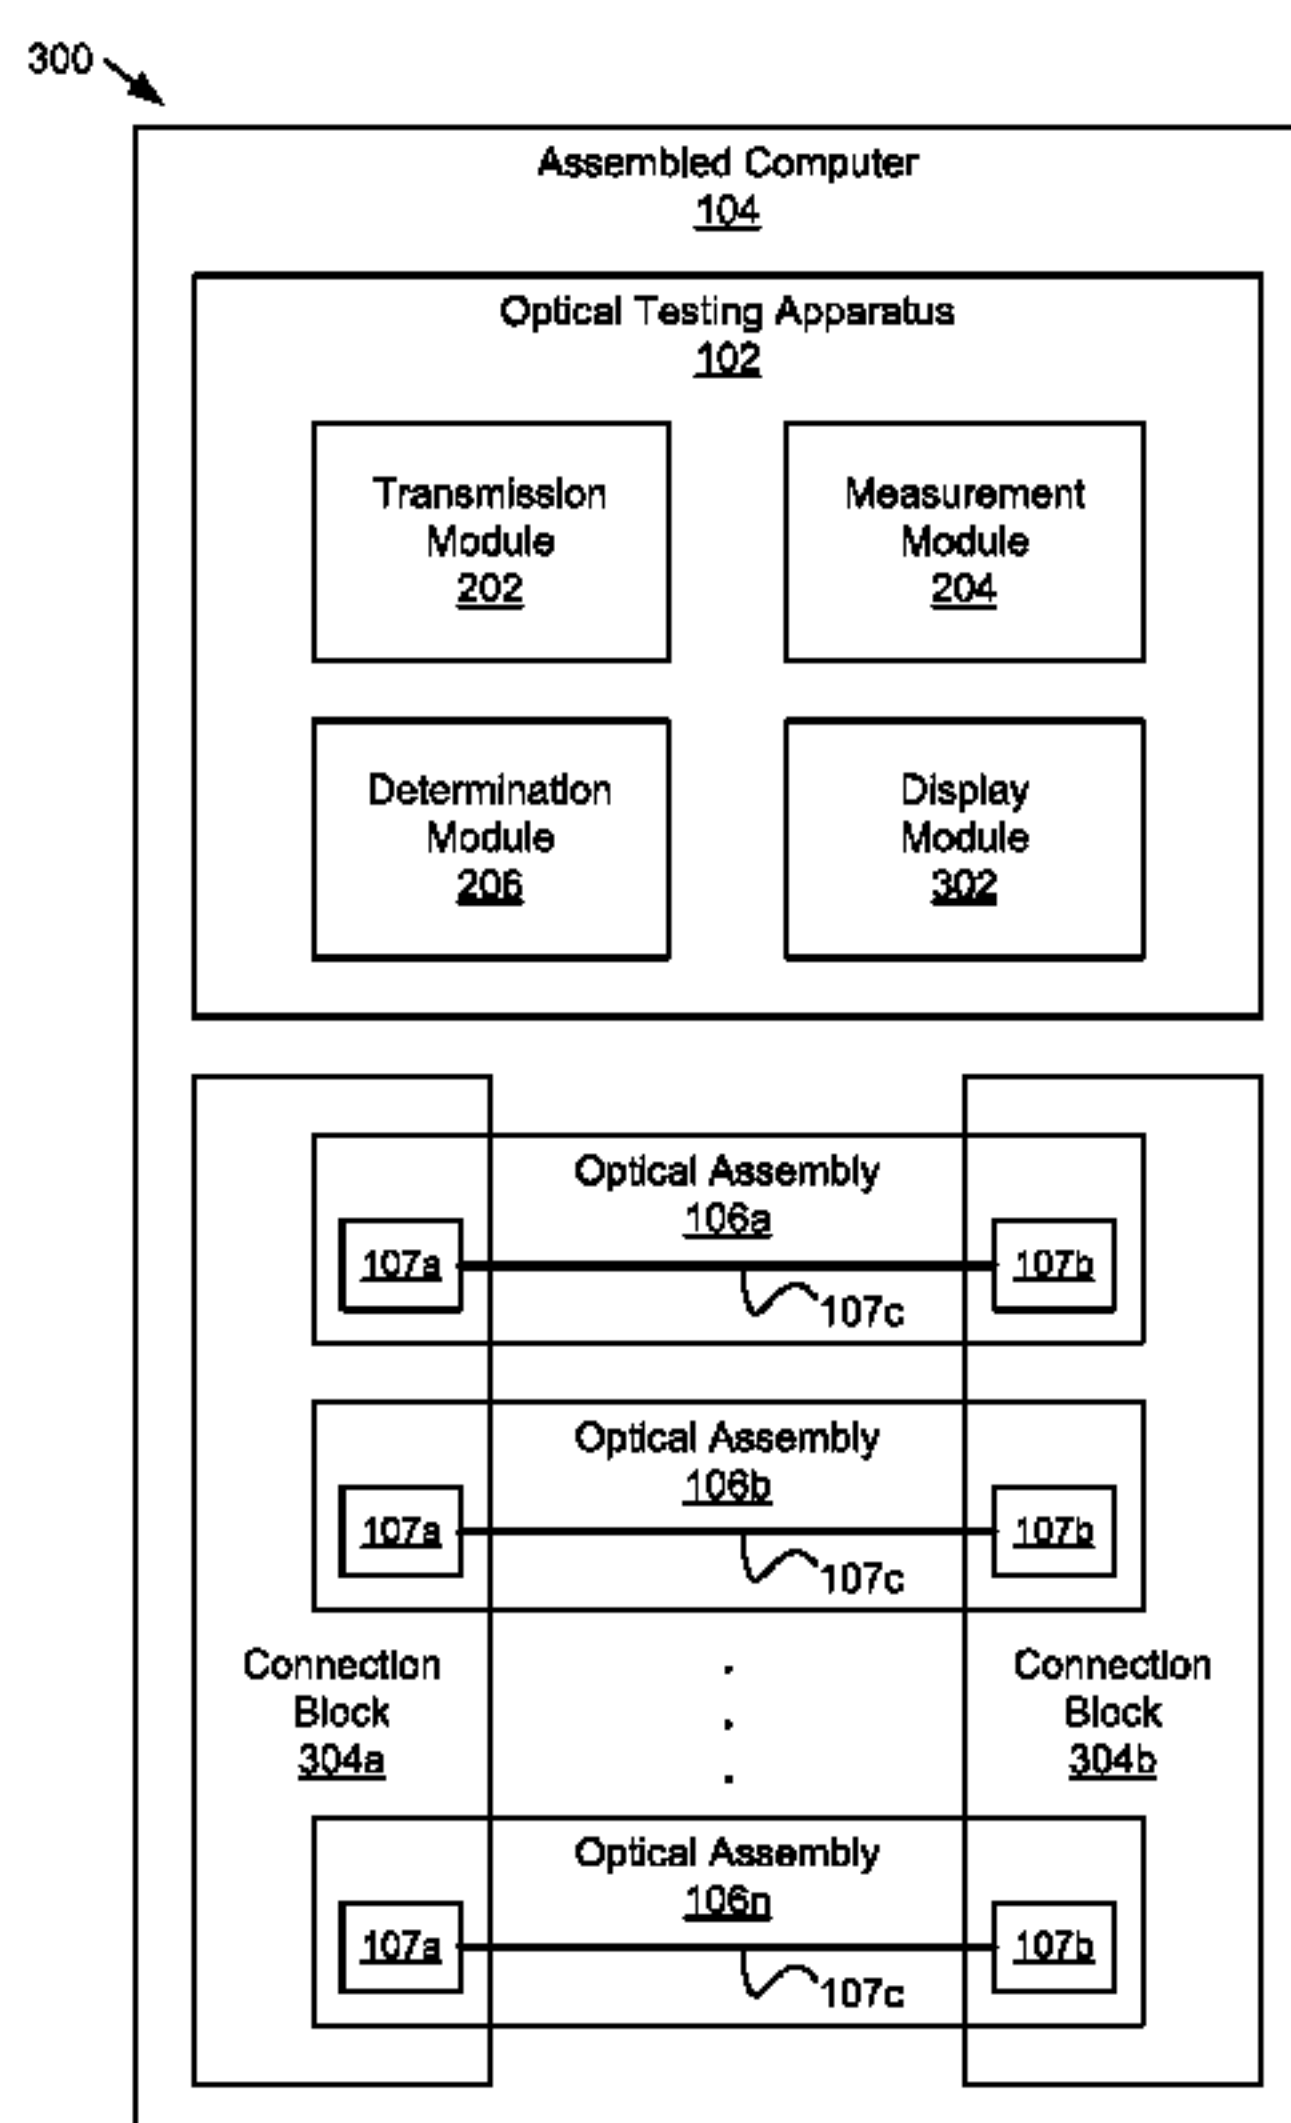 300
Assembled Computer
104
Optical Testing Apparatus
102
Transmission
Module
202
Measurement
Module
204
Determination
Module
206
Display
Module
302
Optical Assembly
106a
107a
107b
107c
Optical Assembly
106b
107a
107b
107c
Connection
Block
304a
Connection
Block
304b
Optical Assembly
106n
107a
107b
107c